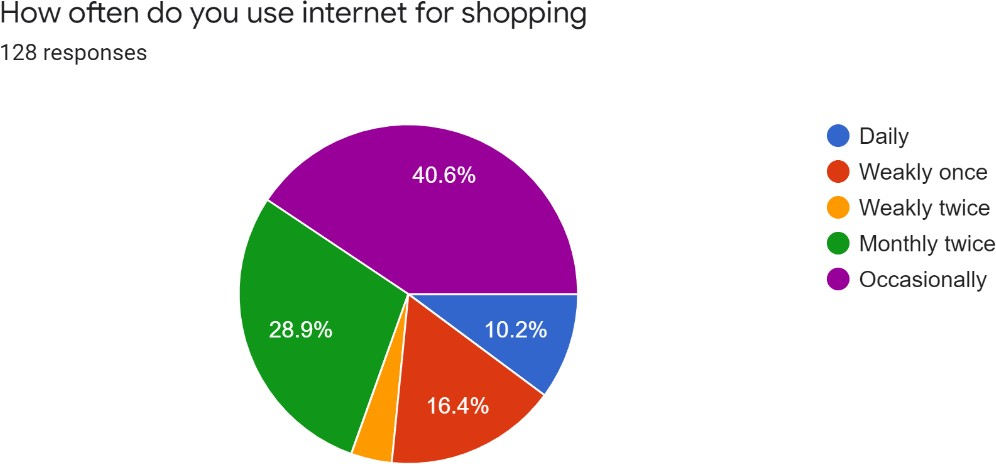 How often do you use internet for shopping
128 responses
40.6%
10.2%
28.9%
16.4%
Daily
Weakly once
Weakly twice
Monthly twice
Occasionally